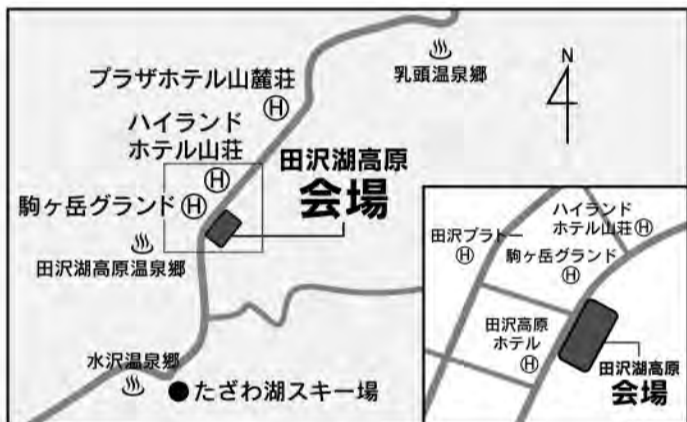 乳頭温泉郷
N
プラザホテル山麓荘
Ⓗ
ハイランド
ホテル山荘
Ⓗ
田沢湖高原
会場
駒ヶ岳グランドⒽ
田沢湖高原温泉郷
水沢温泉郷
●たざわ湖スキー場
ハイランド
ホテル山荘Ⓗ
田沢プラトー
Ⓗ
駒ヶ岳グランド
Ⓗ
田沢高原
ホテル
Ⓗ
田沢湖高原
会場